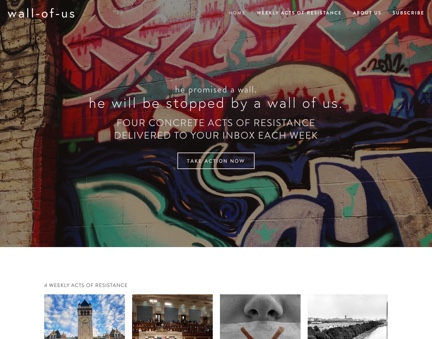 wall-of-us
HOME WEEKLY ACTS OF RESISTANCE ABOUT US SUBSCRIBE
he promised a wall.
he will be stopped by a wall of us.
FOUR CONCRETE ACTS OF RESISTANCE
DELIVERED TO YOUR INBOX EACH WEEK
TAKE ACTION NOW
4 WEEKLY ACTS OF RESISTANCE